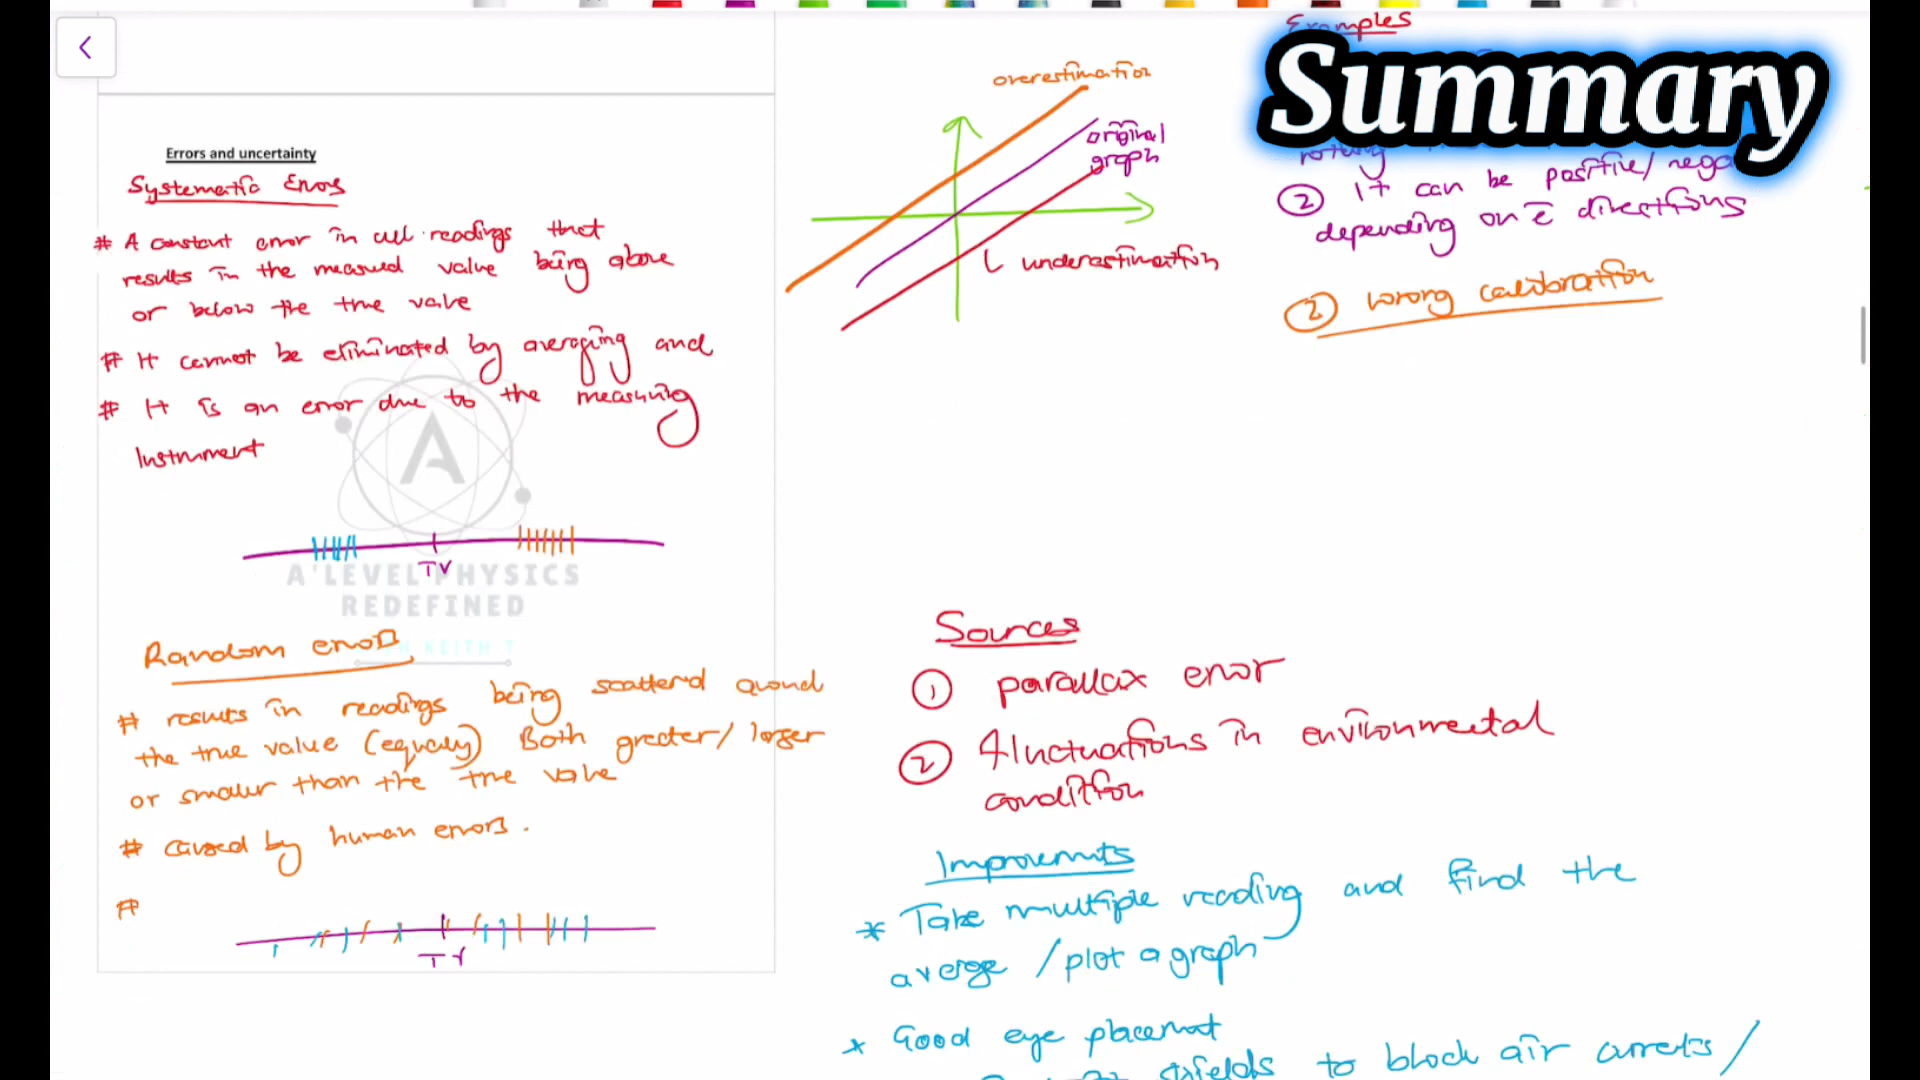 Summary
Examples
overestimation
original
graph
underestimation
② It can be positive/ nega
depending on c̄ directions
② wrong calibration
Errors and uncertainty
Systematic Errors
# A constant error in all readings that
results in the measured value being above
or below the true value
# It cannot be eliminated by averaging and
# It is an error due to the measuring
Instrument
TV
A'LEVEL PHYSICS
REDEFINED
KEITH T
Random errors
# results in readings being scattered around
the true value (equally) Both greater/ larger
or smaller than the true value
# caused by human errors.
#
TV
Sources
① parallax error
② fluctuations in environmental
condition
Improvements
* Take multiple reading and find the
average /plot a graph
* Good eye placement
shields to block air currents/